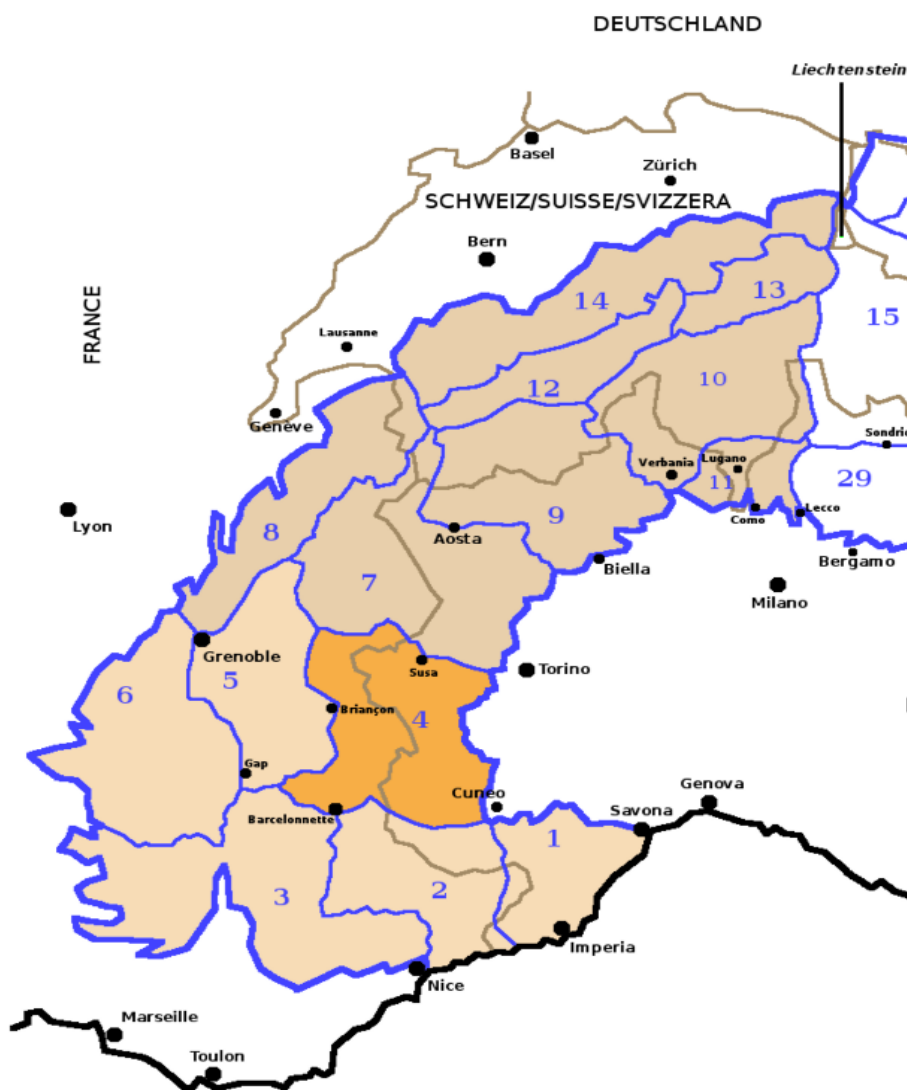 DEUTSCHLAND
Liechtenstein
Basel
Zürich
SCHWEIZ/SUISSE/SVIZZERA
Bern
14
13
15
FRANCE
Lausanne
12
10
Genève
Sondrio
Verbania
Lugano
11
29
Lyon
8
9
Como
Lecco
Aosta
Bergamo
Biella
7
Milano
Grenoble
Susa
Torino
6
5
Briançon
4
Gap
Cuneo
Genova
Barcelonnette
Savona
1
3
2
Imperia
Nice
Marseille
Toulon